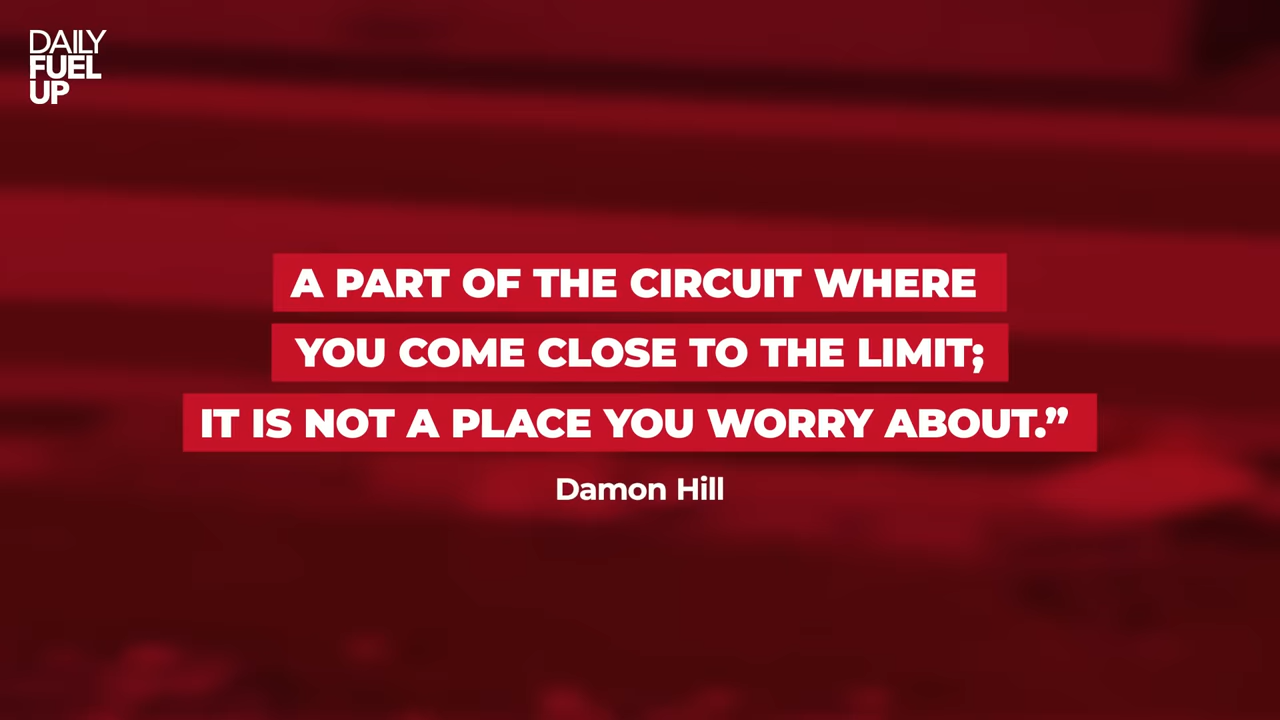 DAILY
FUEL
UP
A PART OF THE CIRCUIT WHERE
YOU COME CLOSE TO THE LIMIT;
IT IS NOT A PLACE YOU WORRY ABOUT.”
Damon Hill